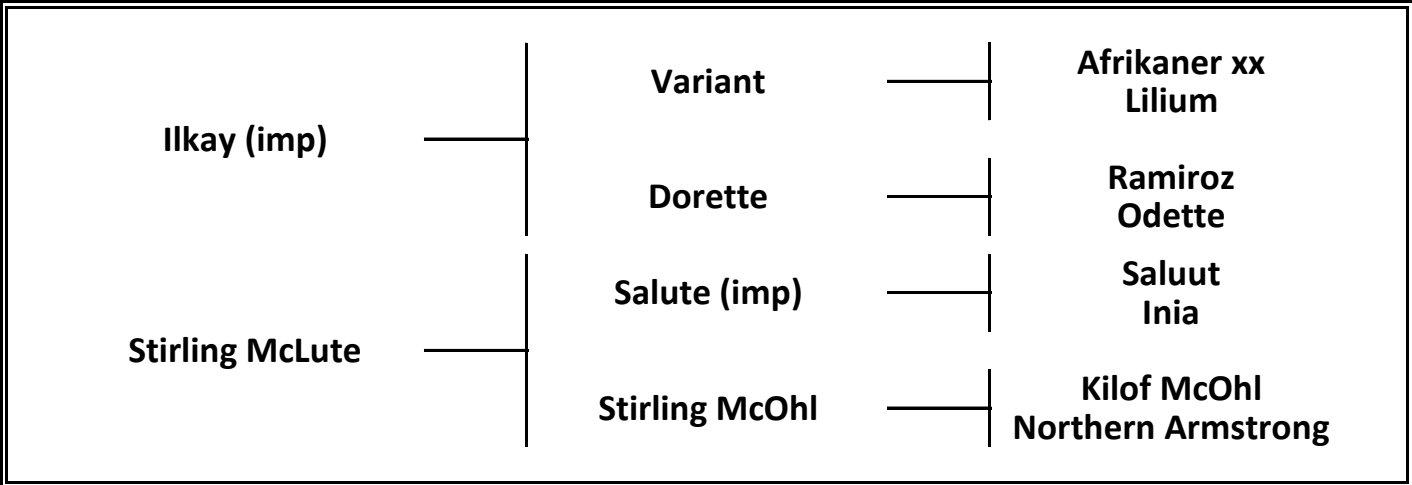 Ilkay (imp)
Variant
Afrikaner xx
Lilium
Dorette
Ramiroz
Odette
Stirling McLute
Salute (imp)
Saluut
Inia
Stirling McOhl
Kilof McOhl
Northern Armstrong